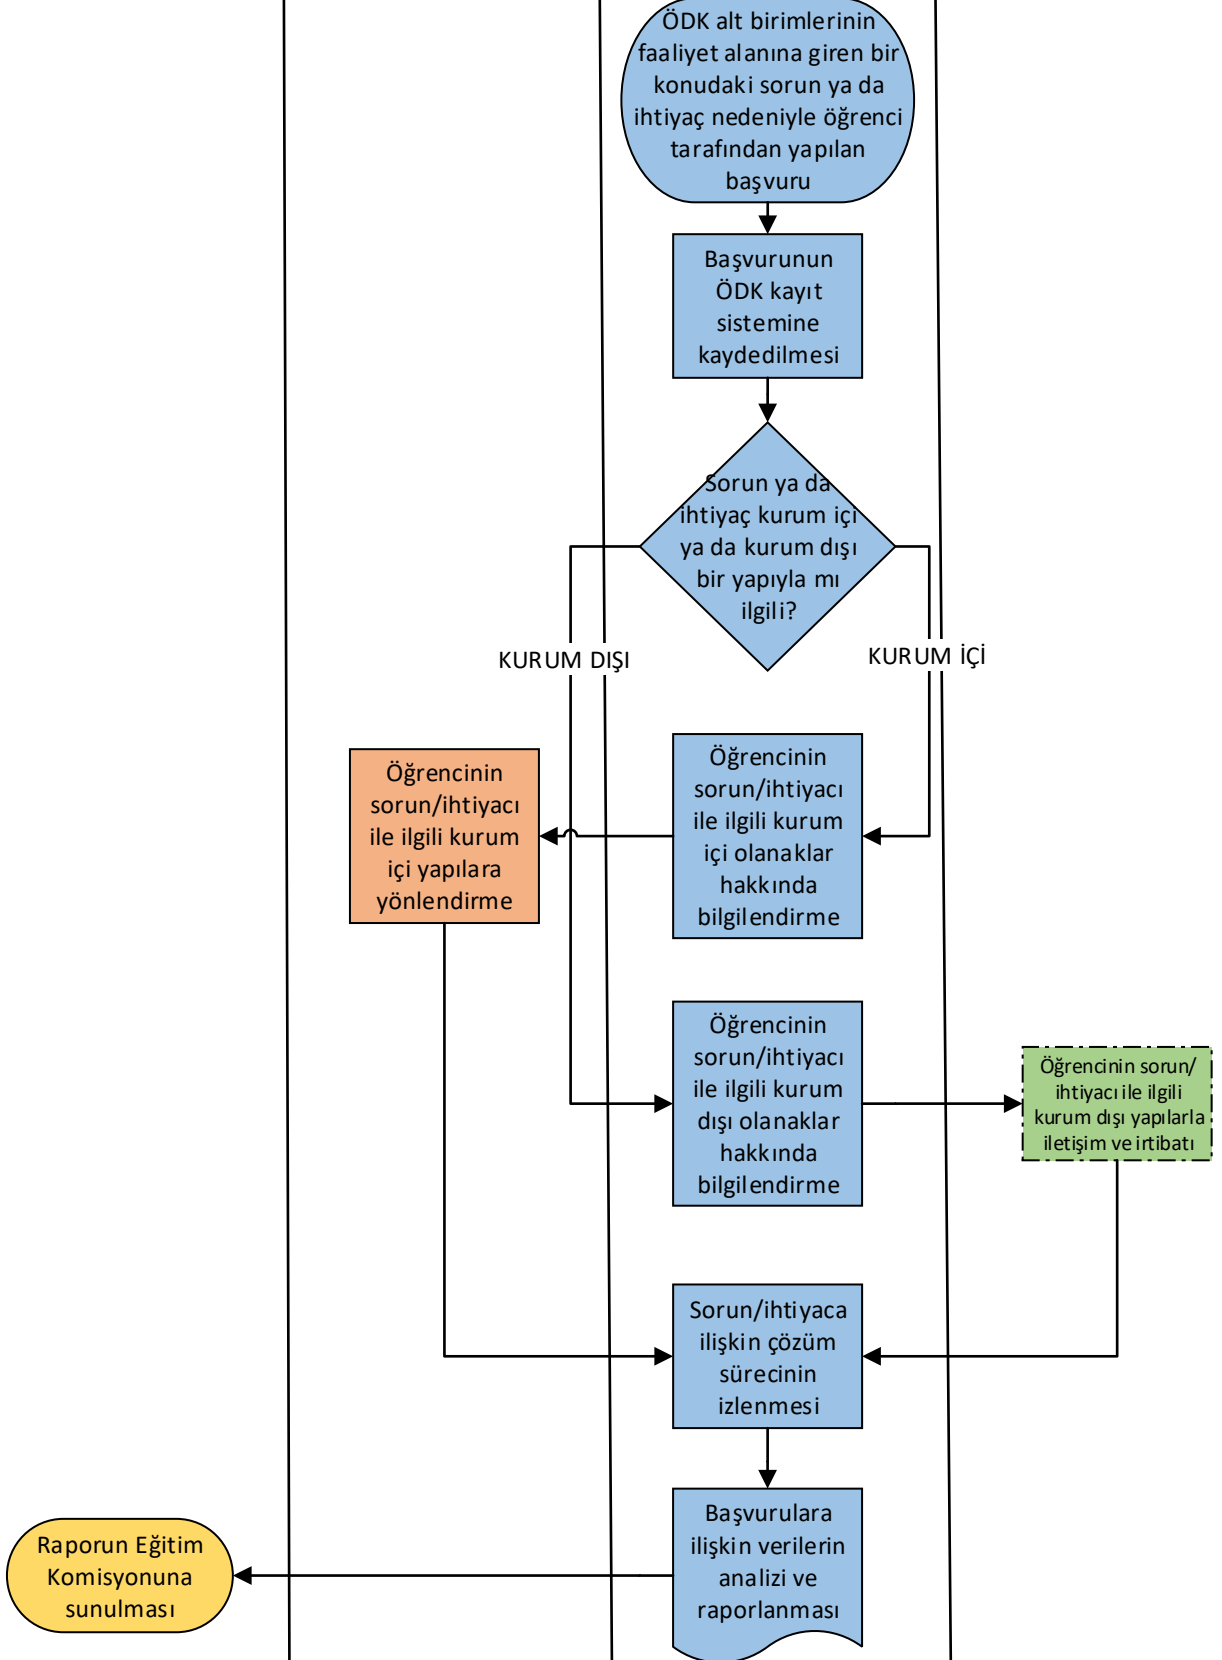 ÖDK alt birimlerinin
faaliyet alanına giren bir
konudaki sorun ya da
ihtiyaç nedeniyle öğrenci
tarafından yapılan
başvuru
Başvurunun
ÖDK kayıt
sistemine
kaydedilmesi
Sorun ya da
ihtiyaç kurum içi
ya da kurum dışı
bir yapıyla mı
ilgili?
KURUM DIŞI
KURUM İÇİ
Öğrencinin
sorun/ihtiyacı
ile ilgili kurum
içi yapılara
yönlendirme
Öğrencinin
sorun/ihtiyacı
ile ilgili kurum
içi olanaklar
hakkında
bilgilendirme
Öğrencinin
sorun/ihtiyacı
ile ilgili kurum
dışı olanaklar
hakkında
bilgilendirme
Öğrencinin sorun/
ihtiyacı ile ilgili
kurum dışı yapılarla
iletişim ve irtibatı
Sorun/ihtiyaca
ilişkin çözüm
sürecinin
izlenmesi
Başvurulara
ilişkin verilerin
analizi ve
raporlanması
Raporun Eğitim
Komisyonuna
sunulması